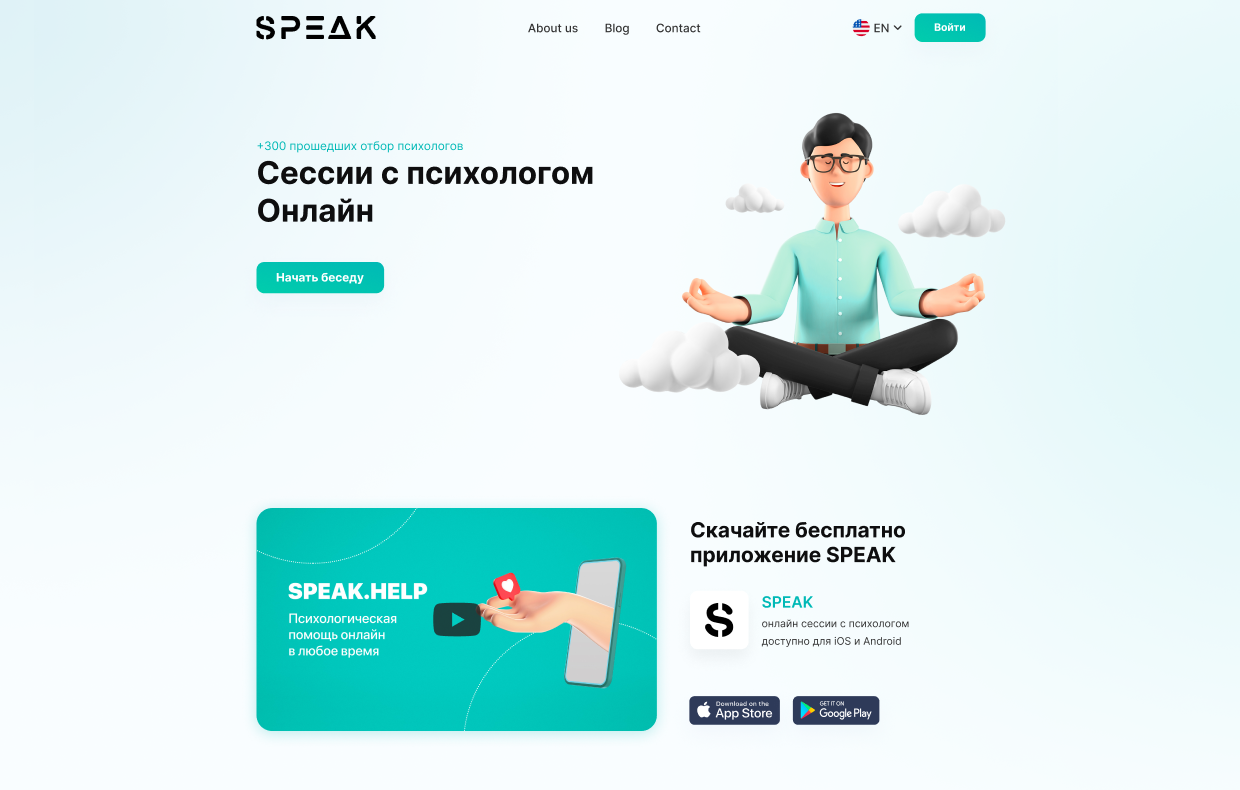 SPEAK
About us
Blog
Contact
EN
Войти
+300 прошедших отбор психологов
Сессии с психологом
Онлайн
Начать беседу
SPEAK.HELP
Психологическая
помощь онлайн
в любое время
Скачайте бесплатно
приложение SPEAK
S
SPEAK
онлайн сессии с психологом
доступно для iOS и Android
Download on the
App Store
GET IT ON
Google Play